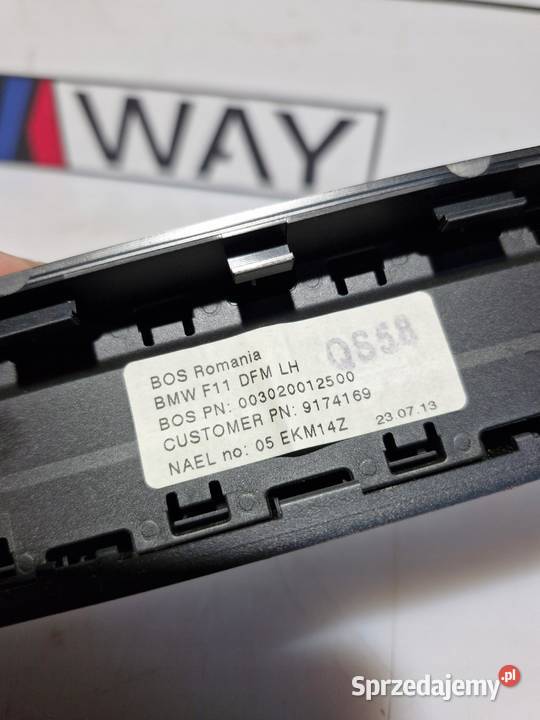 WAY
BOS Romania
QS58
BMW F11 DFM LH
BOS PN: 003020012500
CUSTOMER PN: 9174169
NAEL no: 05 EKM14Z 23.07.13
Sprzedajemy.pl